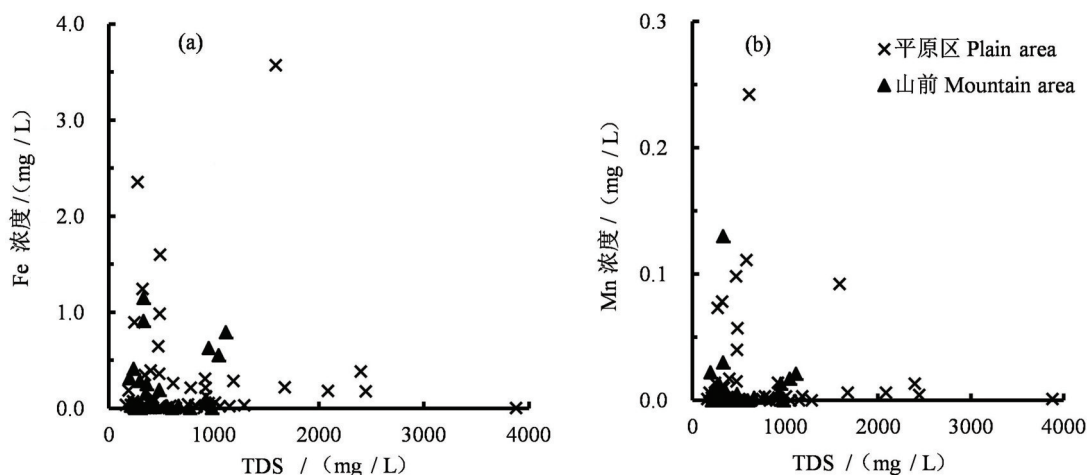 (a)
4.0
3.0
2.0
1.0
0.0
Fe 浓度 /（mg / L）
0
1000
2000
3000
4000
TDS /（mg / L）
(b)
× 平原区 Plain area
▲ 山前 Mountain area
0.3
0.2
0.1
0.0
Mn 浓度 /（mg / L）
0
1000
2000
3000
4000
TDS /（mg / L）